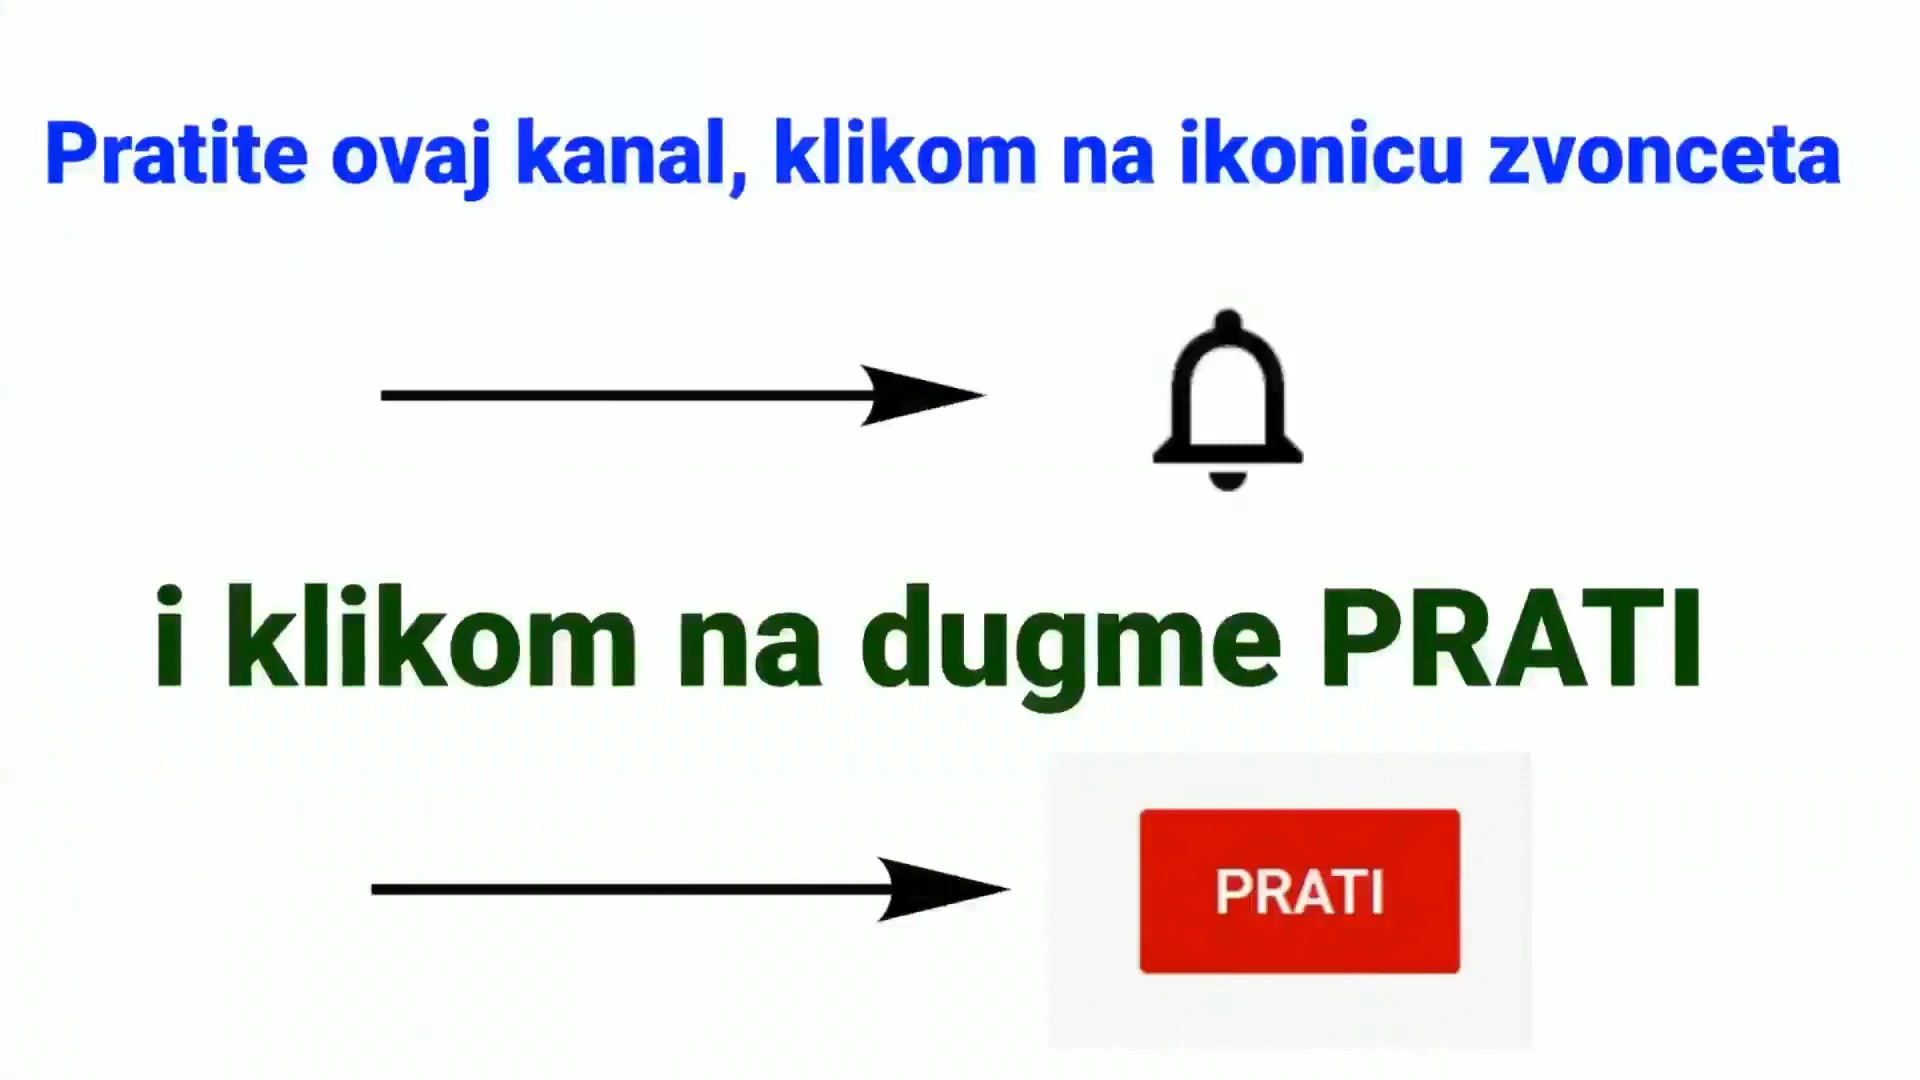 Pratite ovaj kanal, klikom na ikonicu zvonceta
i klikom na dugme PRATI
PRATI